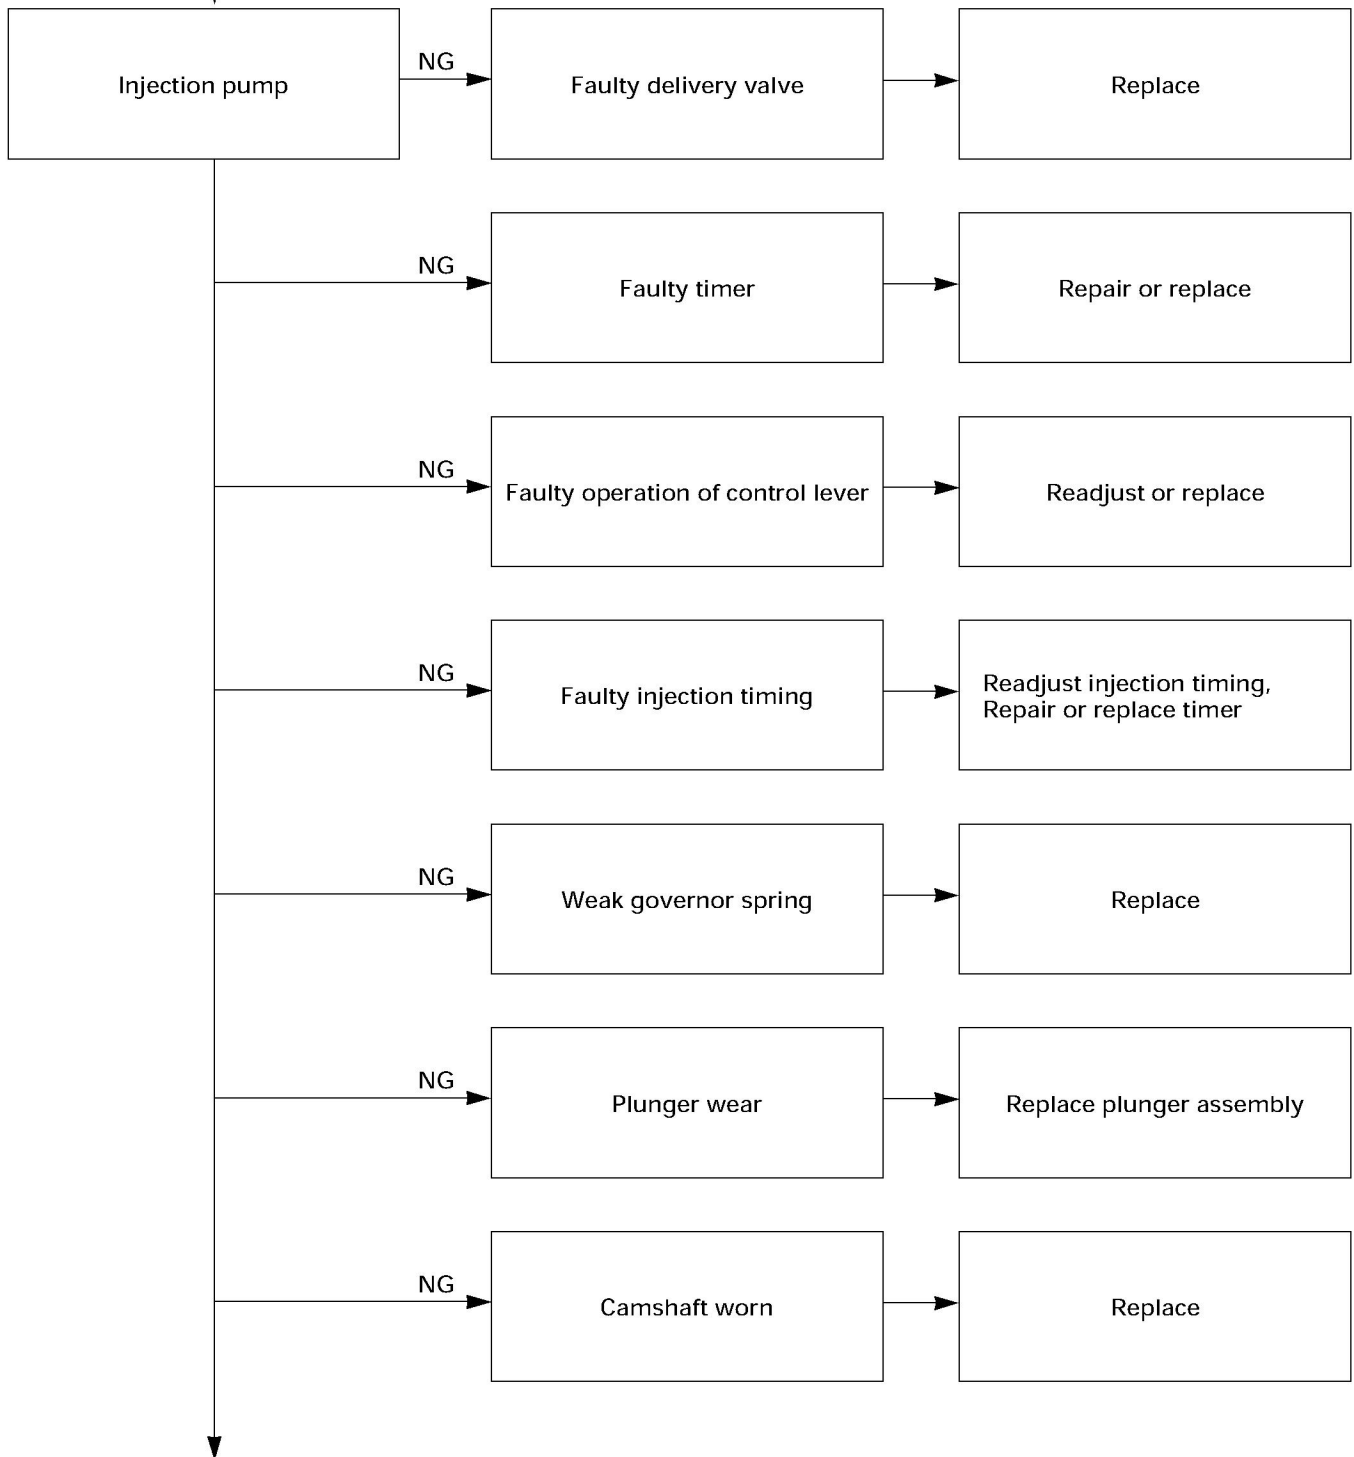 Injection pump
NG
Faulty delivery valve
Replace
NG
Faulty timer
Repair or replace
NG
Faulty operation of control lever
Readjust or replace
NG
Faulty injection timing
Readjust injection timing,
Repair or replace timer
NG
Weak governor spring
Replace
NG
Plunger wear
Replace plunger assembly
NG
Camshaft worn
Replace